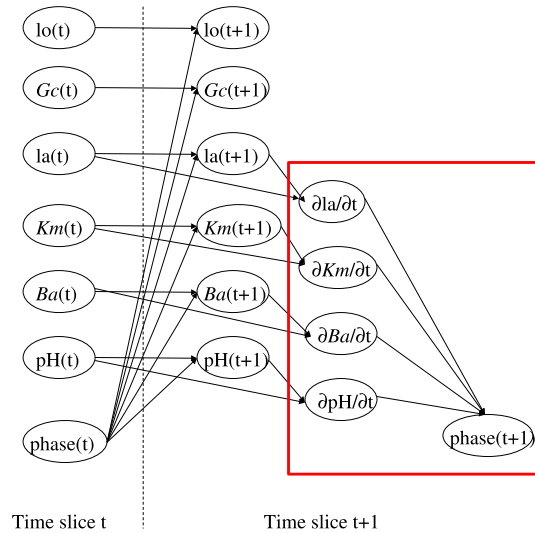 lo(t) lo(t+1)
Gc(t) Gc(t+1)
la(t) la(t+1)
∂la/∂t
Km(t) Km(t+1)
∂Km/∂t
Ba(t) Ba(t+1)
∂Ba/∂t
pH(t) pH(t+1)
∂pH/∂t
phase(t) phase(t+1)
Time slice t Time slice t+1